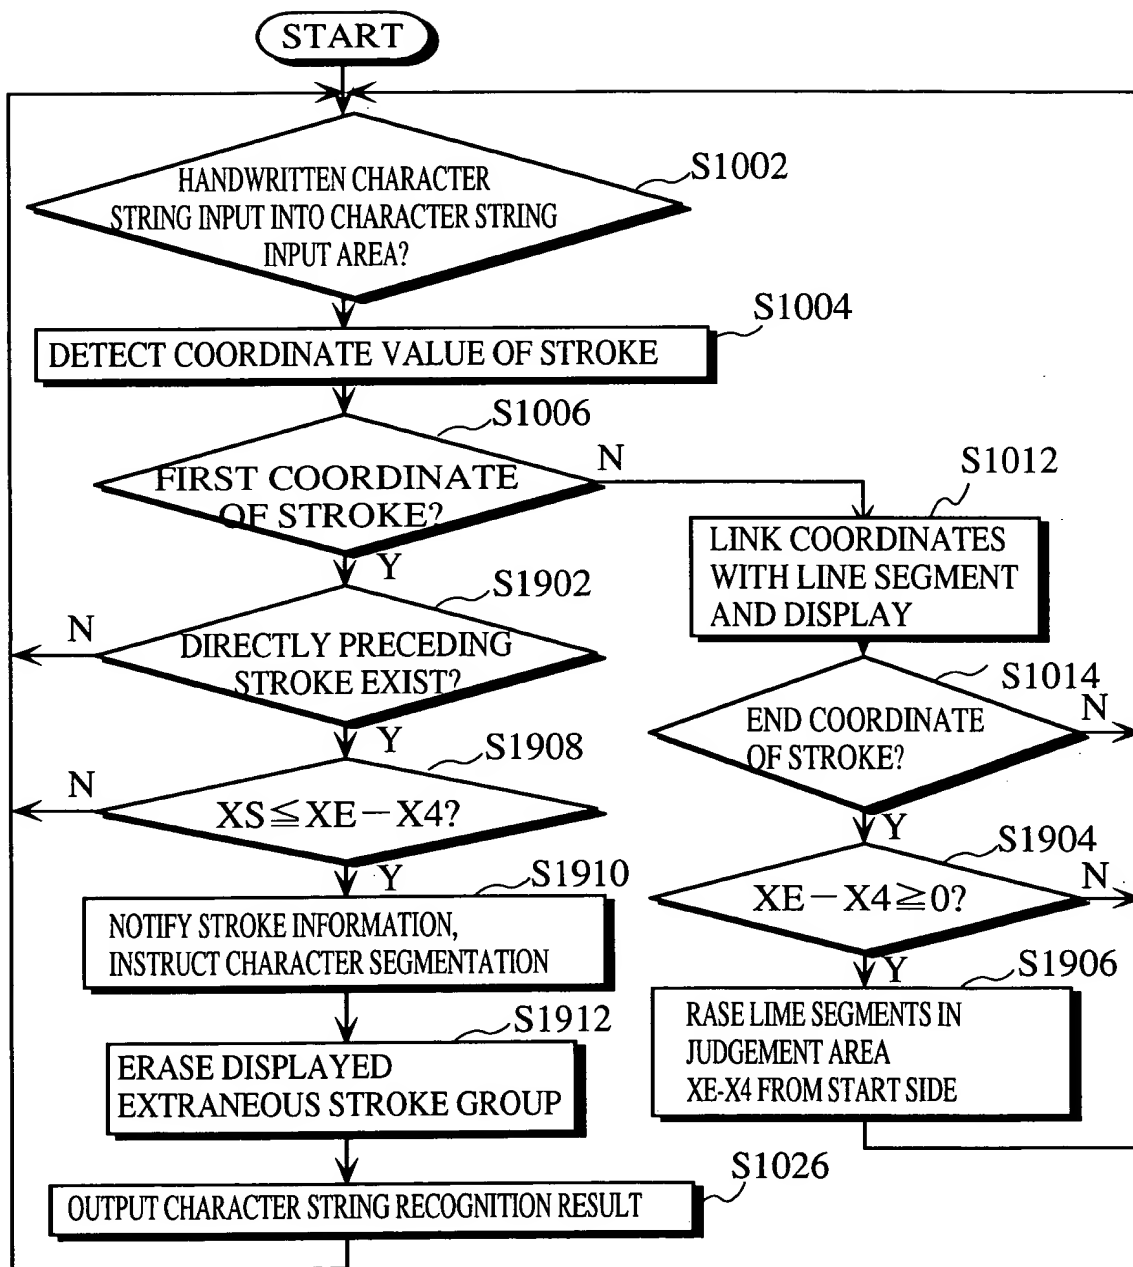 START
S1002
HANDWRITTEN CHARACTER
STRING INPUT INTO CHARACTER STRING
INPUT AREA?
S1004
DETECT COORDINATE VALUE OF STROKE
S1006
FIRST COORDINATE
OF STROKE?
N
Y
S1012
LINK COORDINATES
WITH LINE SEGMENT
AND DISPLAY
S1902
DIRECTLY PRECEDING
STROKE EXIST?
N
Y
S1014
END COORDINATE
OF STROKE?
N
Y
S1908
XS≦XE－X4?
N
Y
S1904
XE－X4≧0?
N
Y
S1910
NOTIFY STROKE INFORMATION,
INSTRUCT CHARACTER SEGMENTATION
S1906
RASE LIME SEGMENTS IN
JUDGEMENT AREA
XE-X4 FROM START SIDE
S1912
ERASE DISPLAYED
EXTRANEOUS STROKE GROUP
S1026
OUTPUT CHARACTER STRING RECOGNITION RESULT